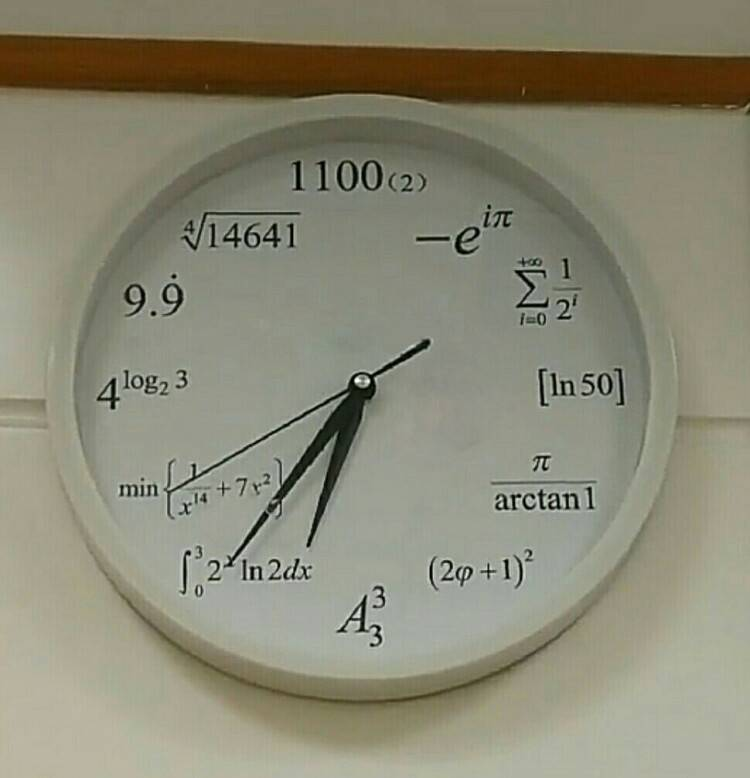 1100₍₂₎
−e^{iπ}
∑_{i=0}^{+∞} 1/2^i
[ln 50]
π/arctan 1
(2φ+1)²
A₃³
∫₀³ 2^x ln 2dx
min{1/x¹⁴ + 7x²}
4^{log₂ 3}
9.9̇
∜14641